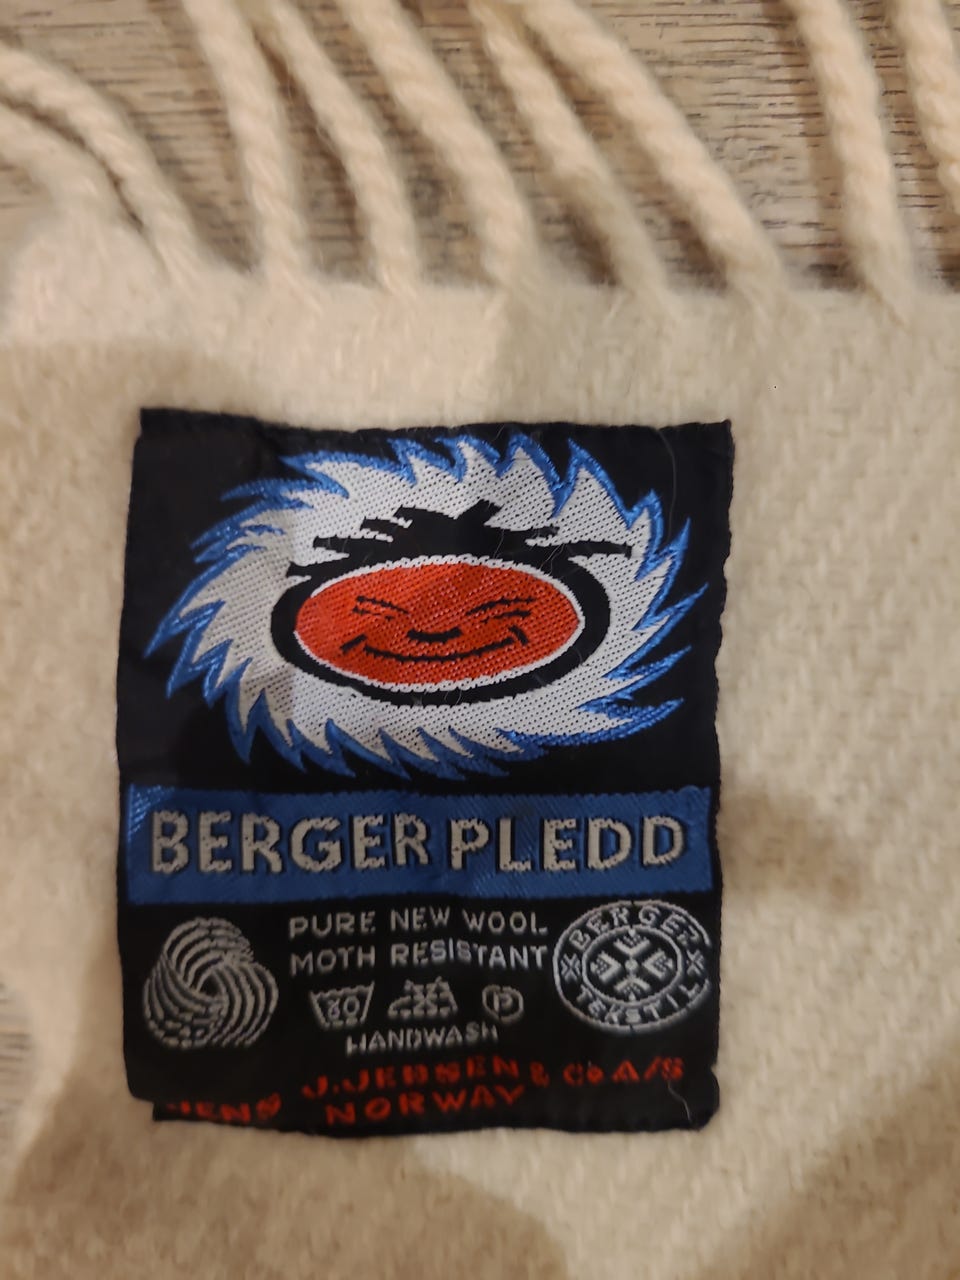 BERGER PLEDD
PURE NEW WOOL
MOTH RESISTANT
BERGER
TEKSTIL
30
P
HANDWASH
JENS J.JEBSEN & Co A/S
NORWAY